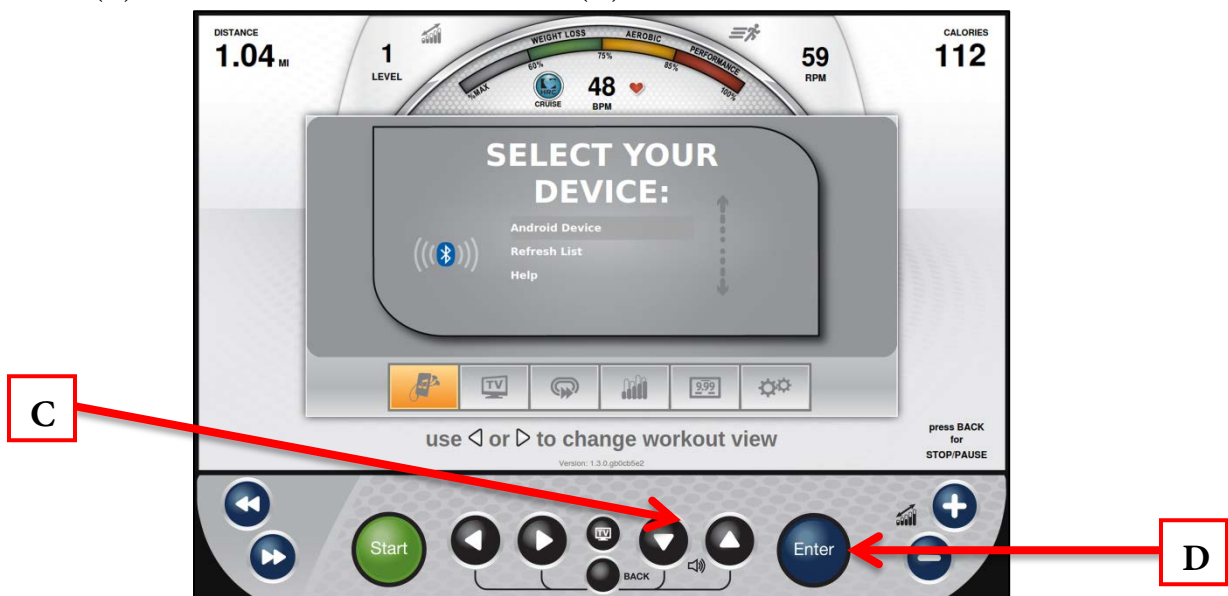 DISTANCE
1.04 MI
1
LEVEL
%MAX
WEIGHT LOSS
AEROBIC
PERFORMANCE
60%
75%
85%
100%
HRC
CRUISE
48
BPM
59
RPM
CALORIES
112
SELECT YOUR
DEVICE:
Android Device
Refresh List
Help
TV
9.99
use or to change workout view
press BACK
for
STOP/PAUSE
C
Start
TV
BACK
Enter
D